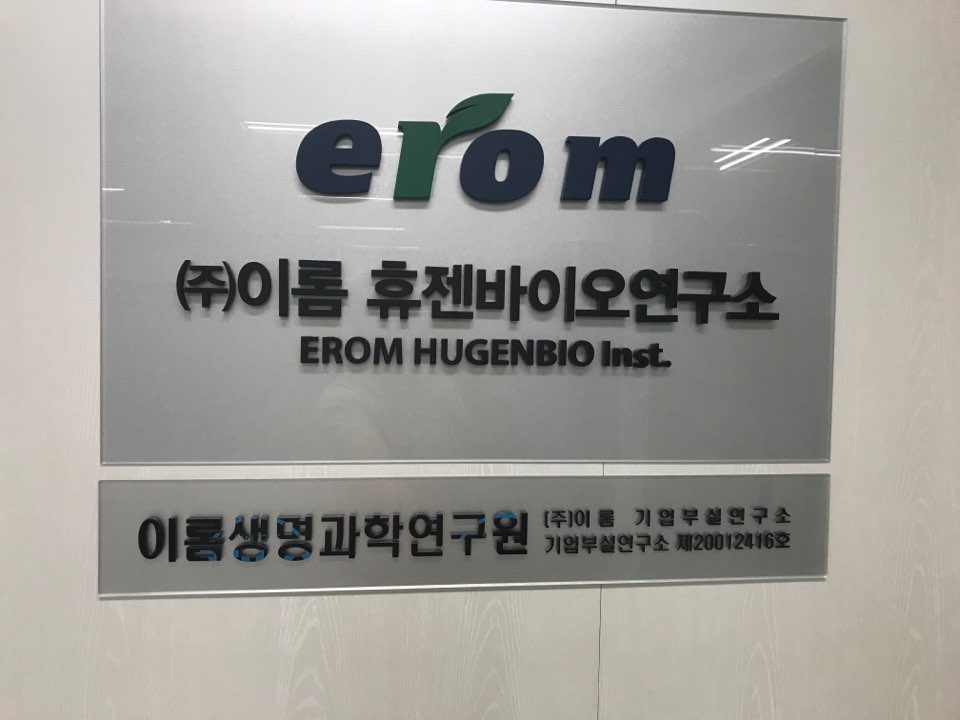 erom
(주)이롬 휴젠바이오연구소
EROM HUGENBIO Inst.
이롬생명과학연구원
(주)이롬 기업부설연구소
기업부설연구소 제20012416호